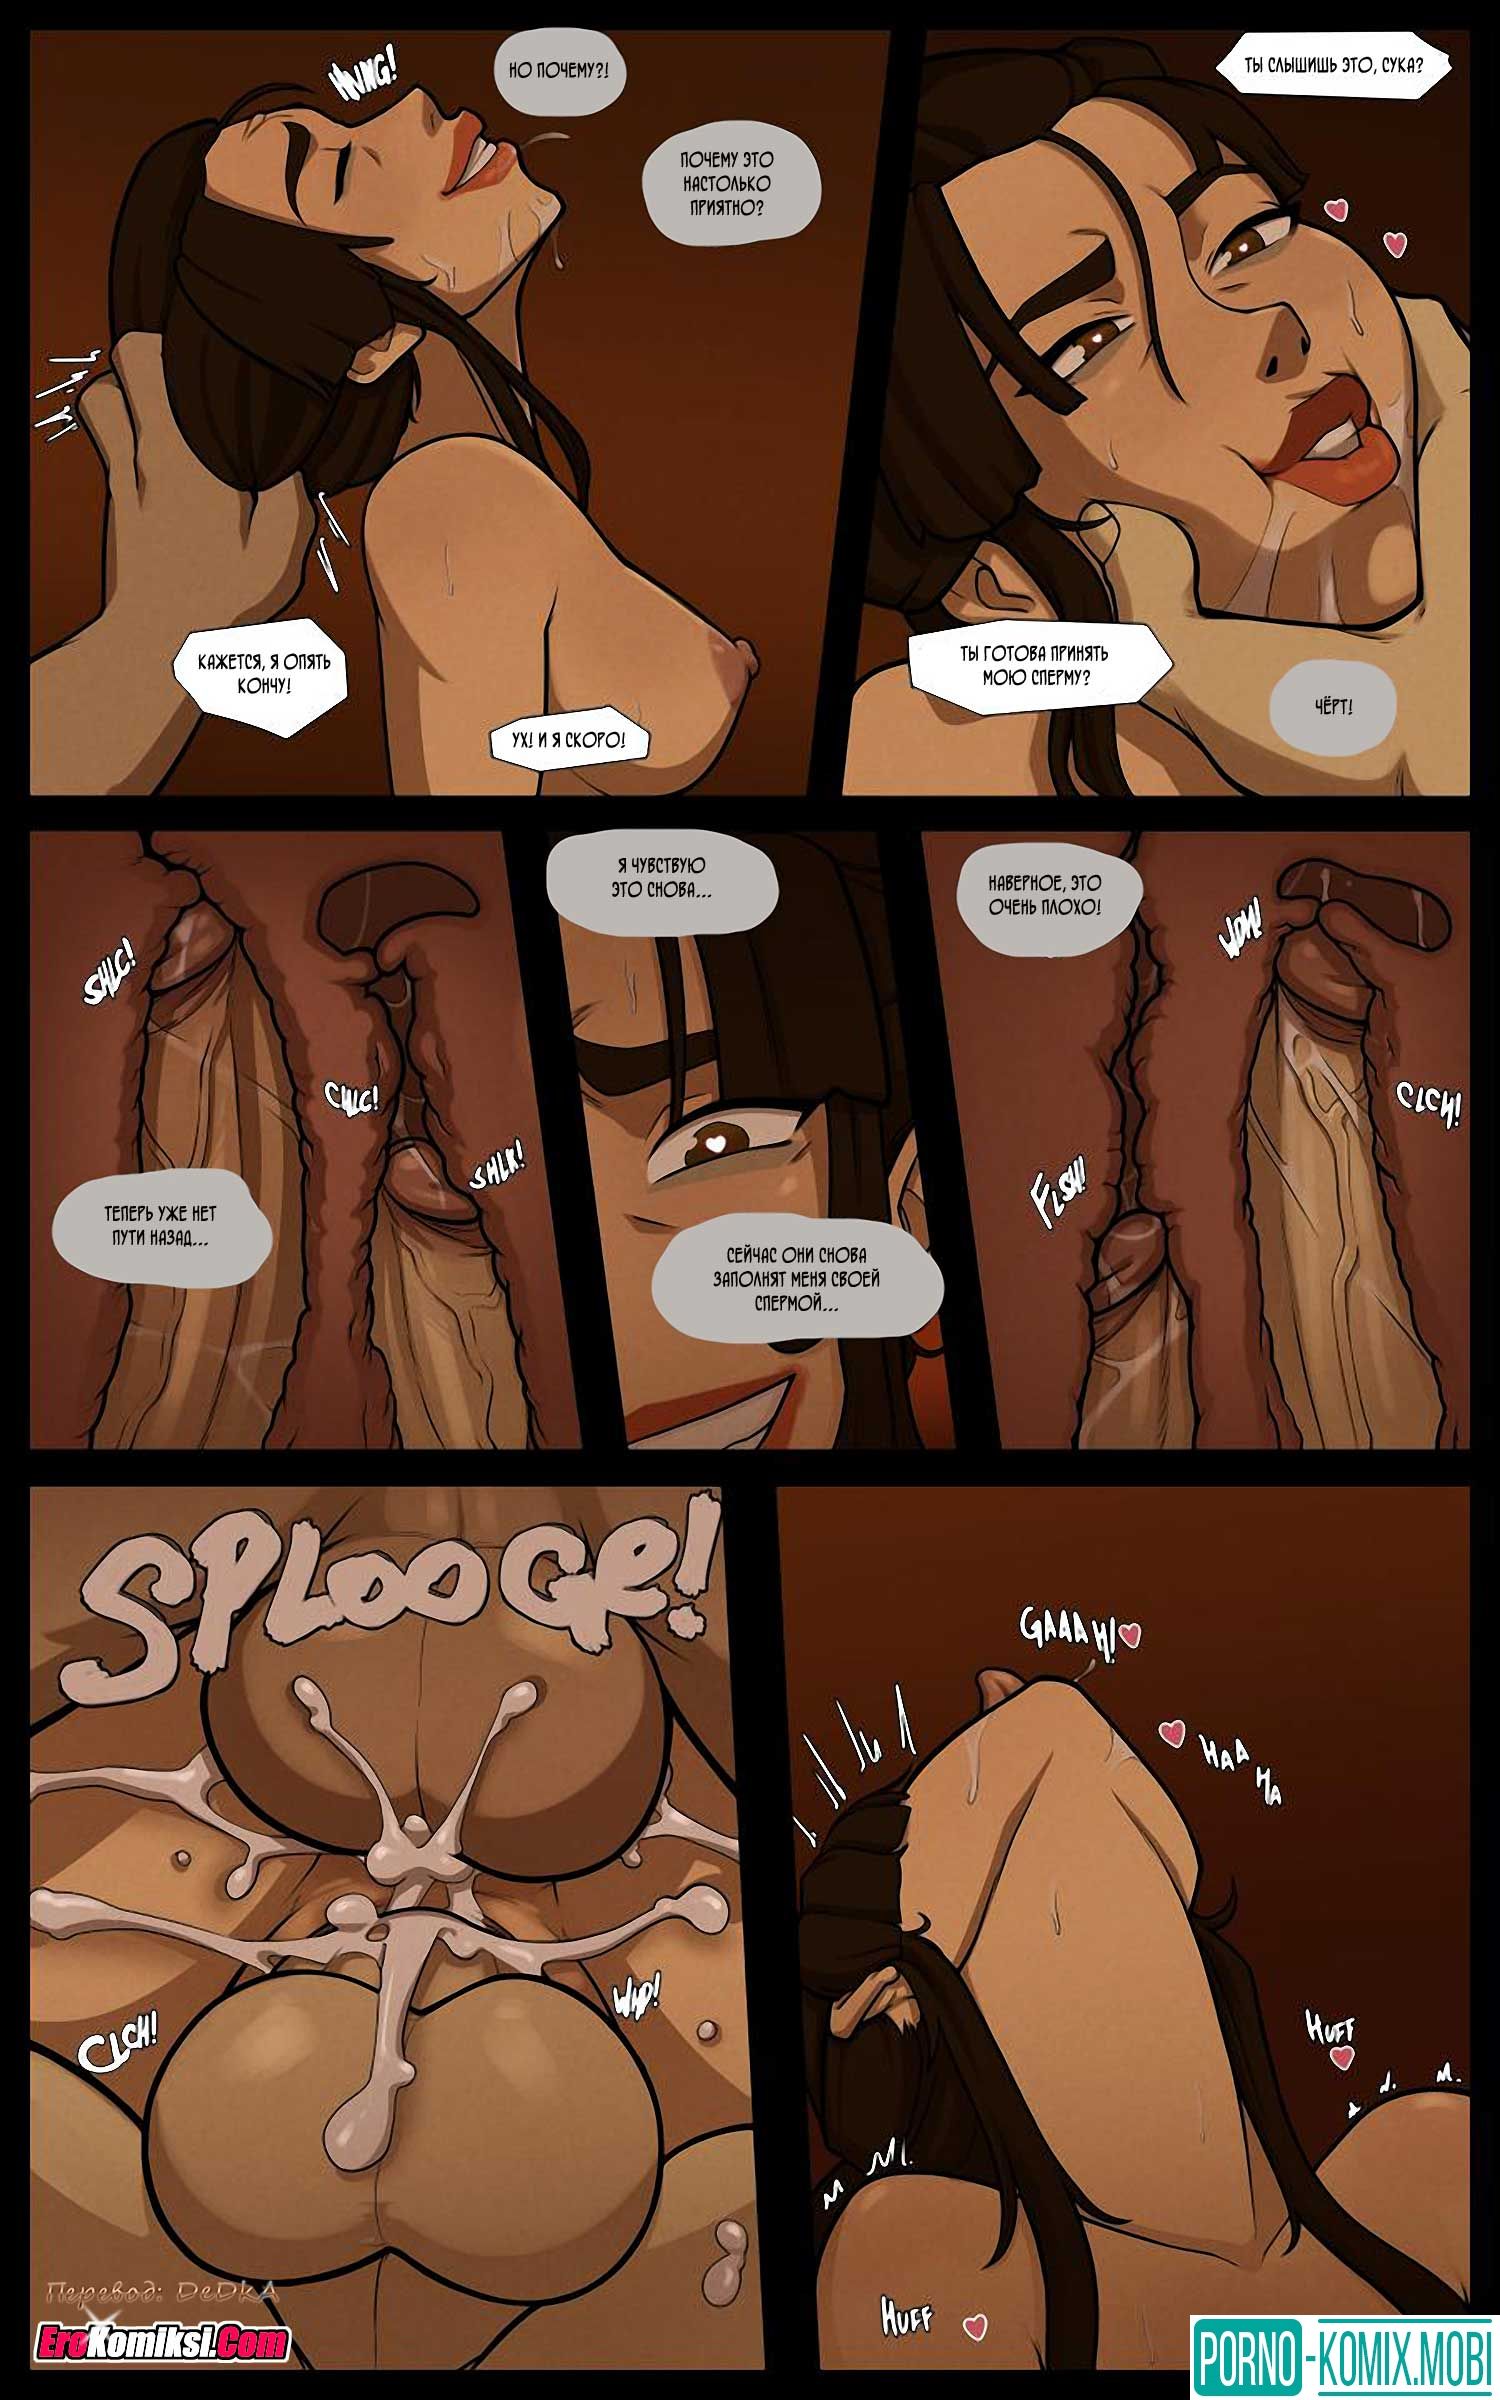 HNNG!
НО ПОЧЕМУ?!
ПОЧЕМУ ЭТО
НАСТОЛЬКО
ПРИЯТНО?
КАЖЕТСЯ, Я ОПЯТЬ
КОНЧУ!
УХ! И Я СКОРО!
ТЫ СЛЫШИШЬ ЭТО, СУКА?
ТЫ ГОТОВА ПРИНЯТЬ
МОЮ СПЕРМУ?
ЧЁРТ!
SHLC!
CHLC!
SHLK!
ТЕПЕРЬ УЖЕ НЕТ
ПУТИ НАЗАД...
Я ЧУВСТВУЮ
ЭТО СНОВА...
СЕЙЧАС ОНИ СНОВА
ЗАПОЛНЯТ МЕНЯ СВОЕЙ
СПЕРМОЙ...
НАВЕРНОЕ, ЭТО
ОЧЕНЬ ПЛОХО!
CLCH!
FLSH!
SPLOOGE!
CLCH!
GAAAH!
HAA
HA
HUFF
HUFF
Перевод: DeDkA
EroKomiksi.Com
PORNO-KOMIX.MOBI